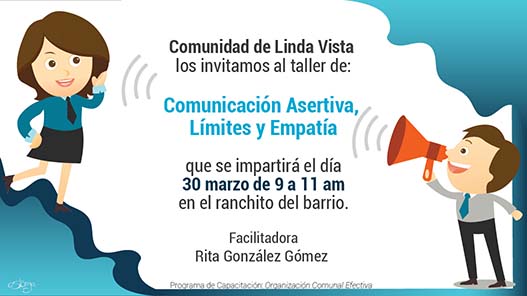 Comunidad de Linda Vista
los invitamos al taller de:
Comunicación Asertiva,
Límites y Empatía
que se impartirá el día
30 marzo de 9 a 11 am
en el ranchito del barrio.
Facilitadora
Rita González Gómez
Programa de Capacitación: Organización Comunal Efectiva